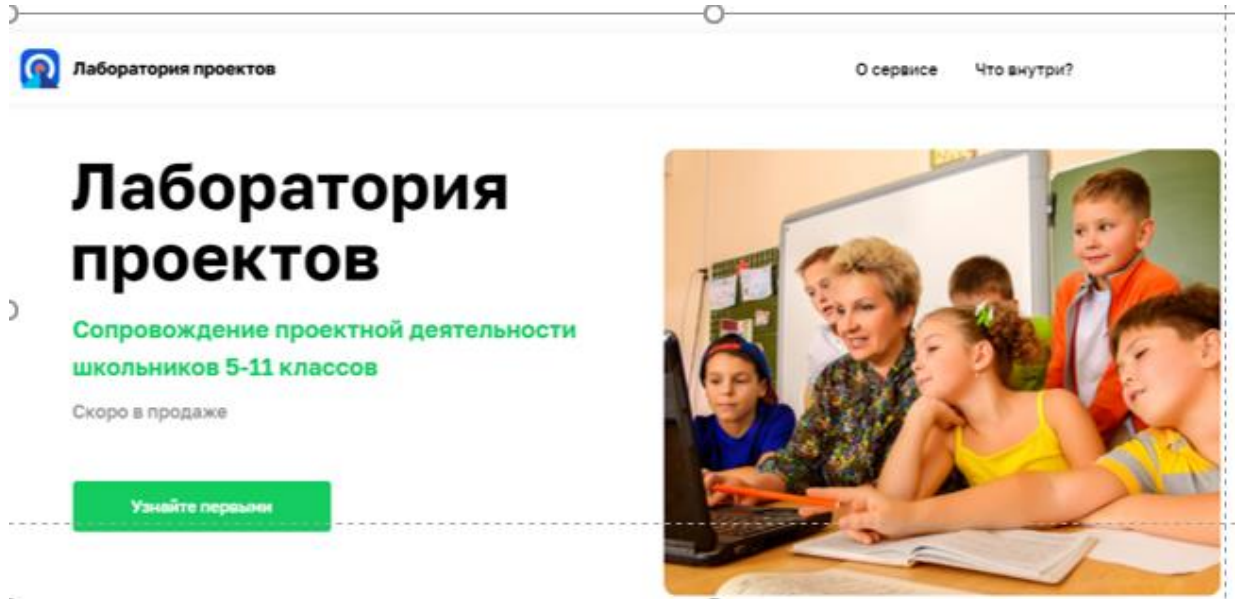 Лаборатория проектов
О сервисе Что внутри?
Лаборатория
проектов
Сопровождение проектной деятельности
школьников 5-11 классов
Скоро в продаже
Узнайте первыми